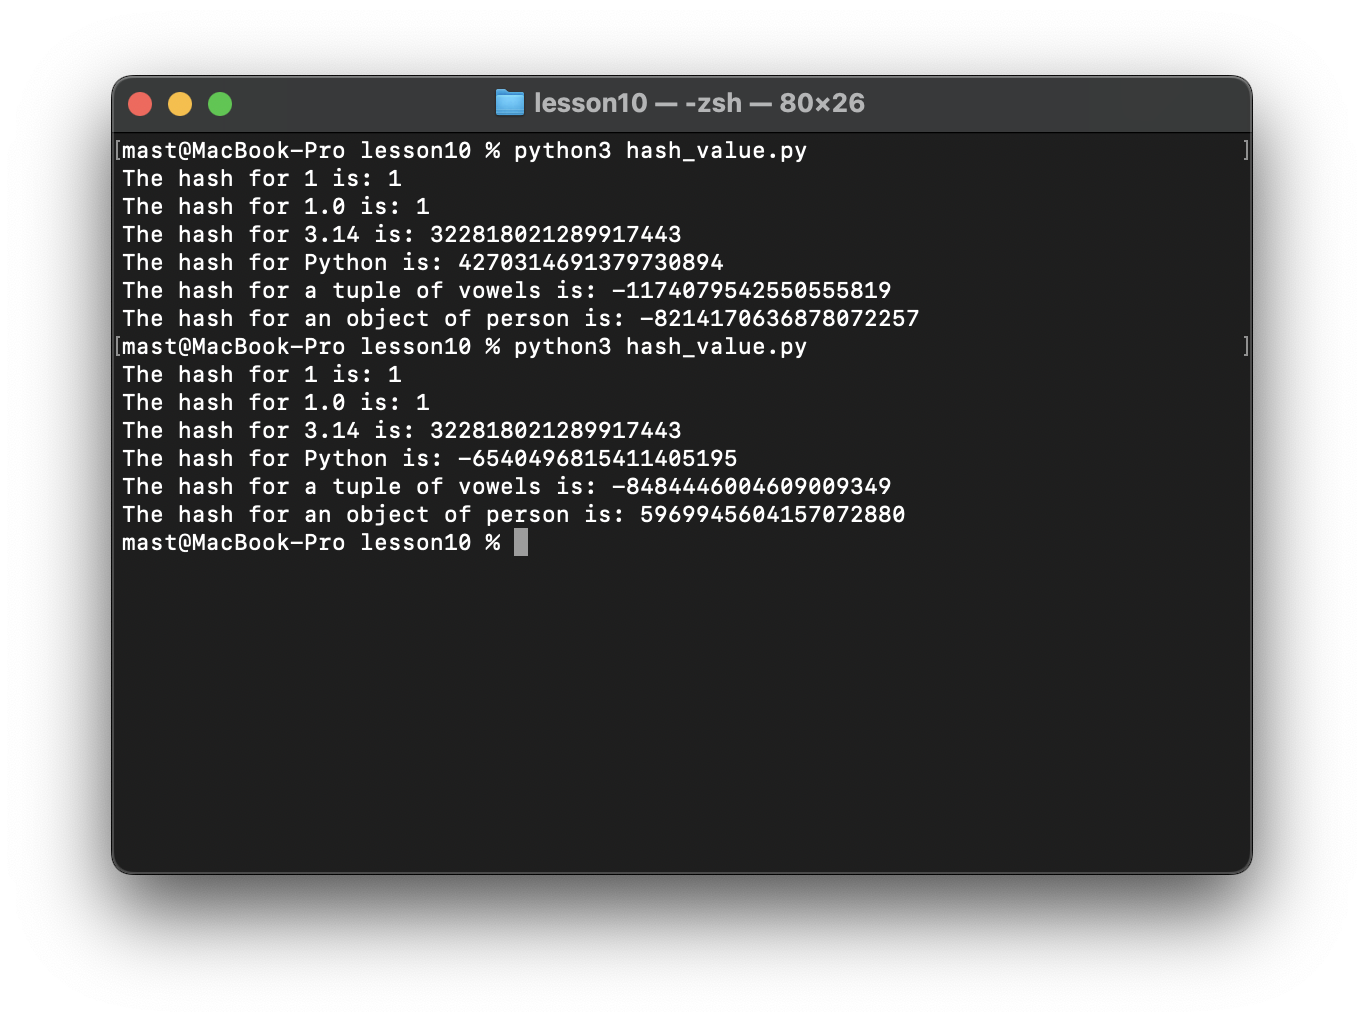 lesson10 — -zsh — 80×26
[mast@MacBook-Pro lesson10 % python3 hash_value.py ]
The hash for 1 is: 1
The hash for 1.0 is: 1
The hash for 3.14 is: 322818021289917443
The hash for Python is: 4270314691379730894
The hash for a tuple of vowels is: -1174079542550555819
The hash for an object of person is: -8214170636878072257
[mast@MacBook-Pro lesson10 % python3 hash_value.py ]
The hash for 1 is: 1
The hash for 1.0 is: 1
The hash for 3.14 is: 322818021289917443
The hash for Python is: -6540496815411405195
The hash for a tuple of vowels is: -8484446004609009349
The hash for an object of person is: 5969945604157072880
mast@MacBook-Pro lesson10 %